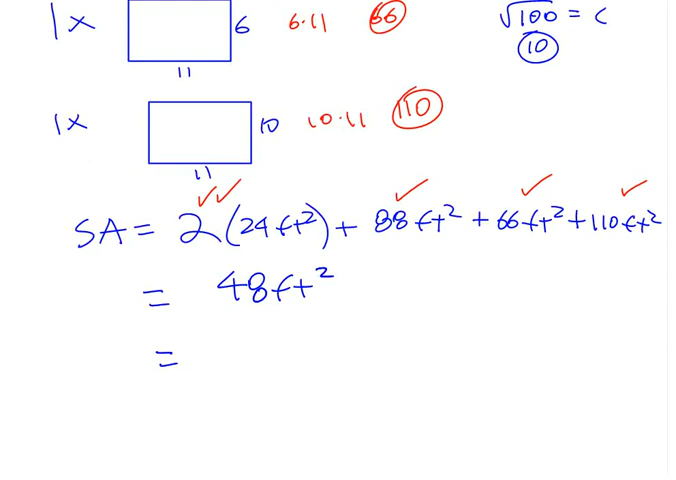 1x 6 6·11 66 √100 = c
11 10
1x 10 10·11 110
11
SA = 2(24ft²) + 88ft² + 66ft² + 110ft²
= 48ft²
=